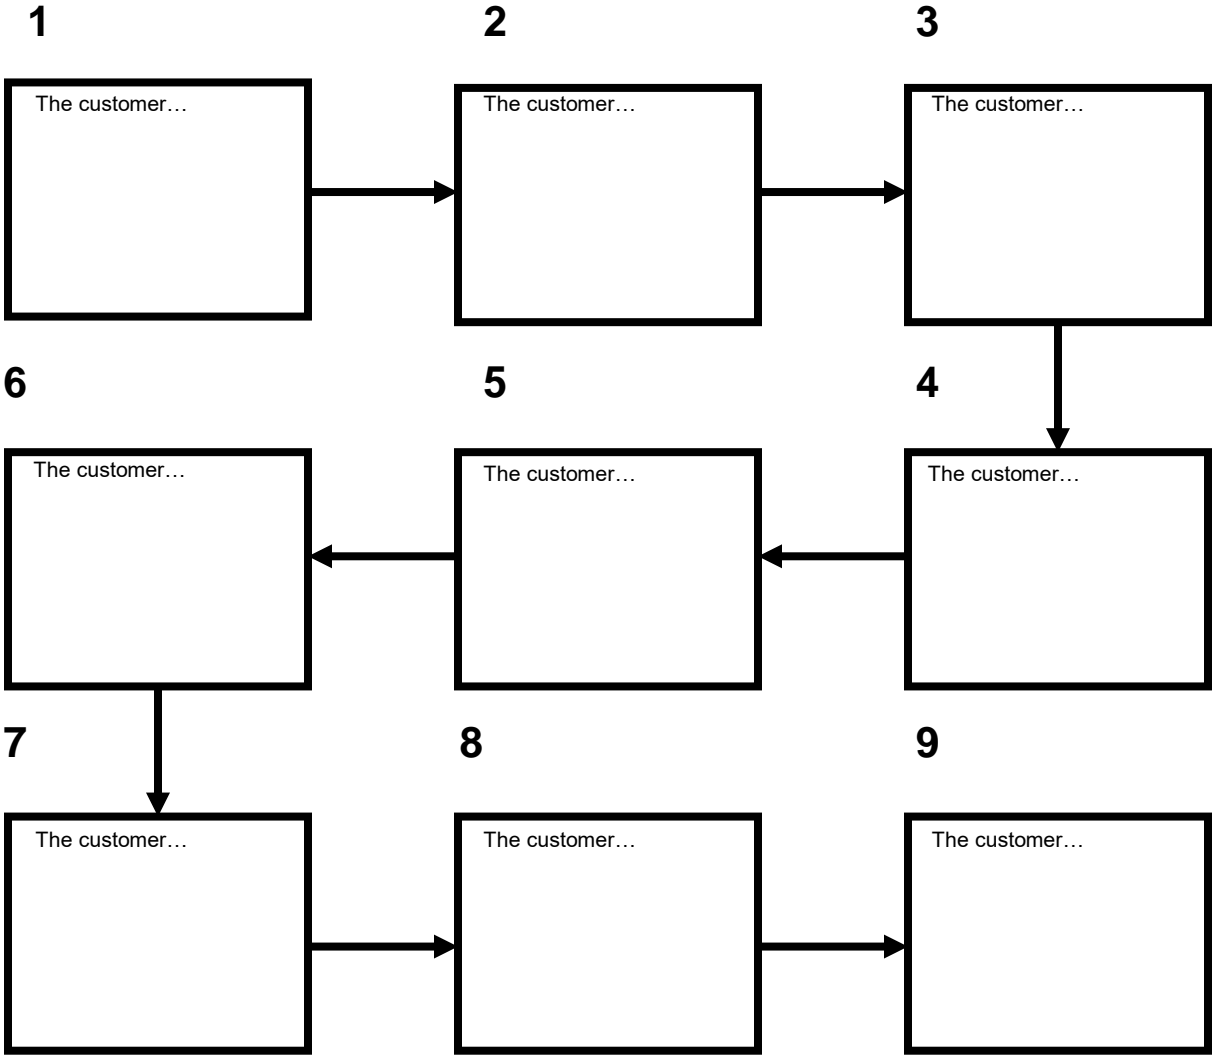 1
2
3
The customer…
The customer…
The customer…
6
5
4
The customer…
The customer…
The customer…
7
8
9
The customer…
The customer…
The customer…